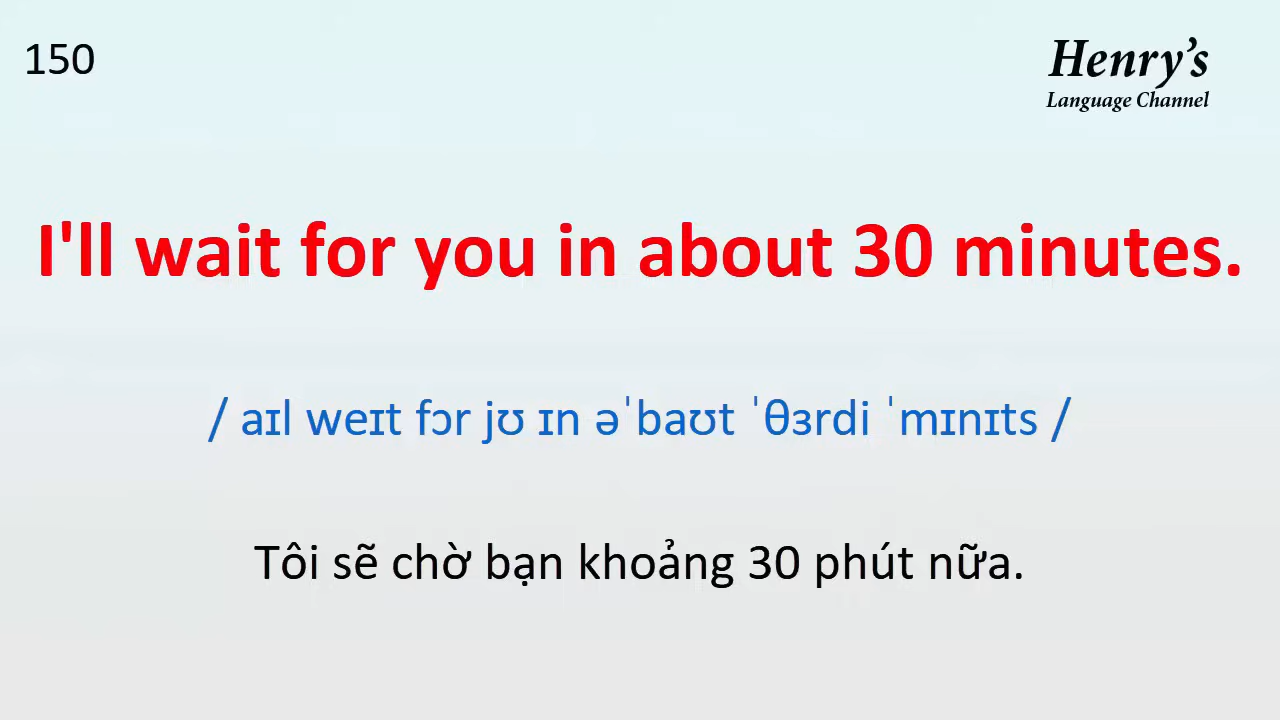 150
Henry's
Language Channel
I'll wait for you in about 30 minutes.
/ aɪl weɪt fɔr jʊ ɪn əˈbaʊt ˈθɜrdi ˈmɪnɪts /
Tôi sẽ chờ bạn khoảng 30 phút nữa.